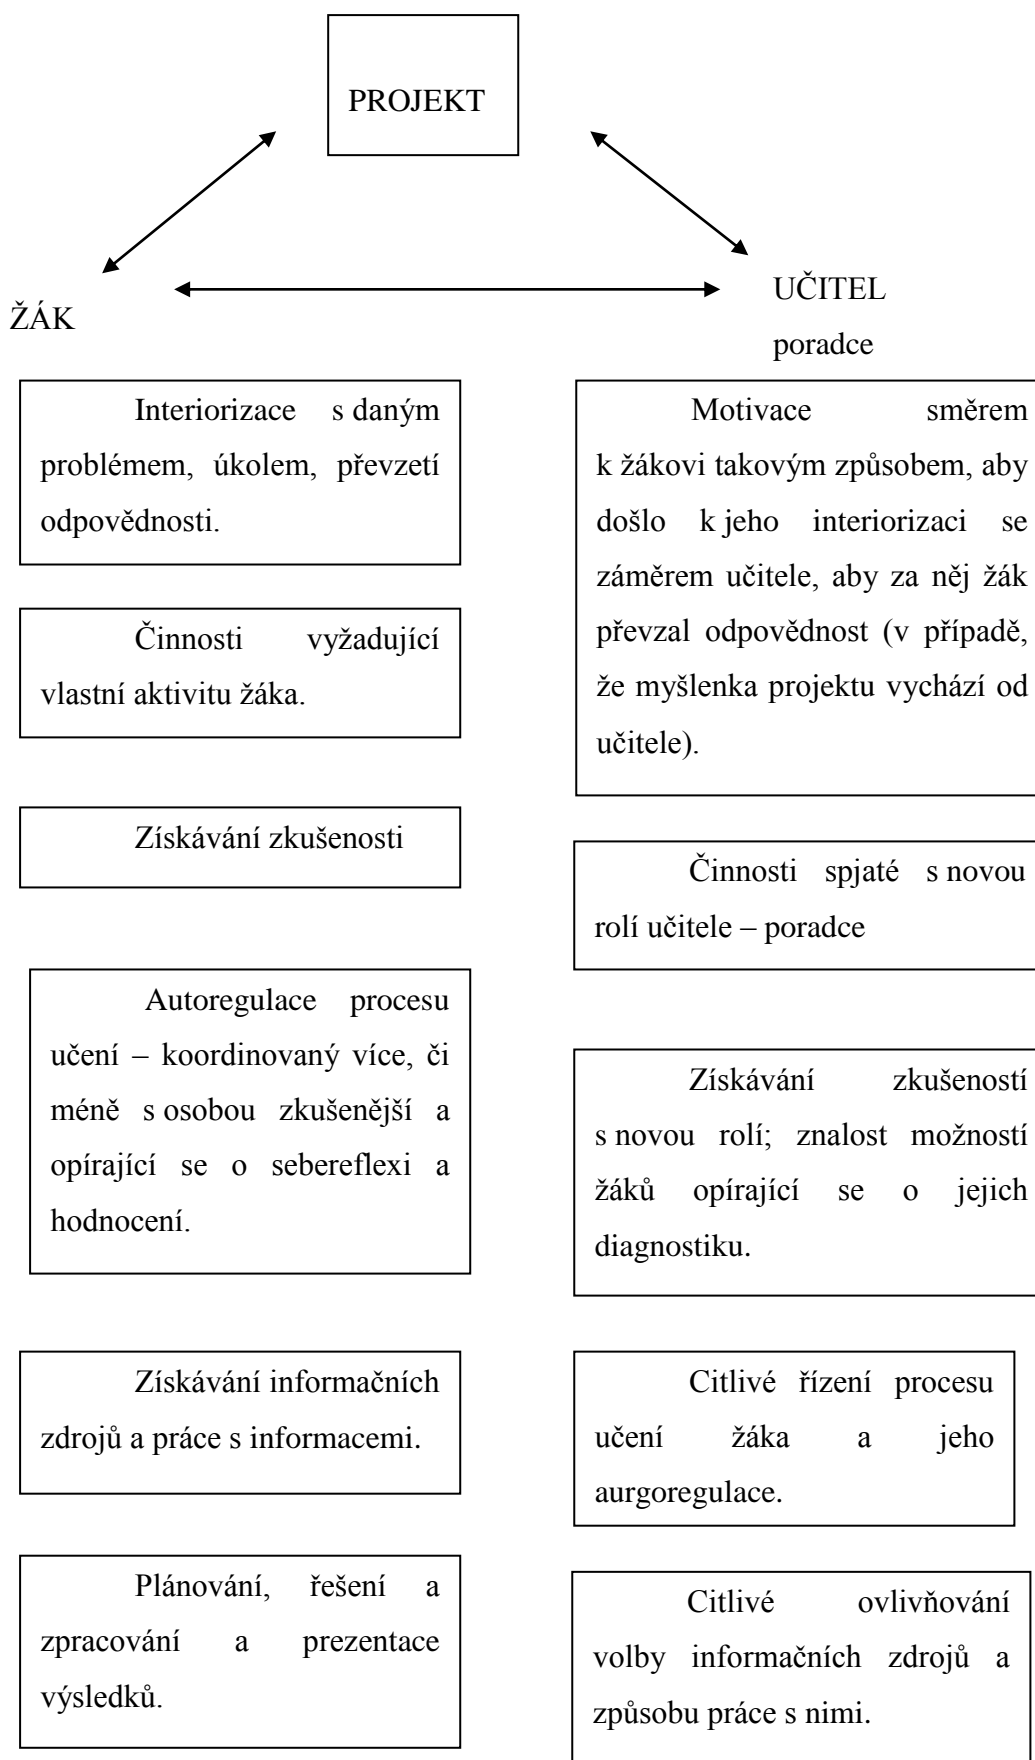 PROJEKT
ŽÁK
UČITEL
poradce
Interiorizace s daným
problémem, úkolem, převzetí
odpovědnosti.
Činnosti vyžadující
vlastní aktivitu žáka.
Získávání zkušenosti
Autoregulace procesu
učení – koordinovaný více, či
méně s osobou zkušenější a
opírající se o sebereflexi a
hodnocení.
Získávání informačních
zdrojů a práce s informacemi.
Plánování, řešení a
zpracování a prezentace
výsledků.
Motivace směrem
k žákovi takovým způsobem, aby
došlo k jeho interiorizaci se
záměrem učitele, aby za něj žák
převzal odpovědnost (v případě,
že myšlenka projektu vychází od
učitele).
Činnosti spjaté s novou
rolí učitele – poradce
Získávání zkušeností
s novou rolí; znalost možností
žáků opírající se o jejich
diagnostiku.
Citlivé řízení procesu
učení žáka a jeho
aurgoregulace.
Citlivé ovlivňování
volby informačních zdrojů a
způsobu práce s nimi.